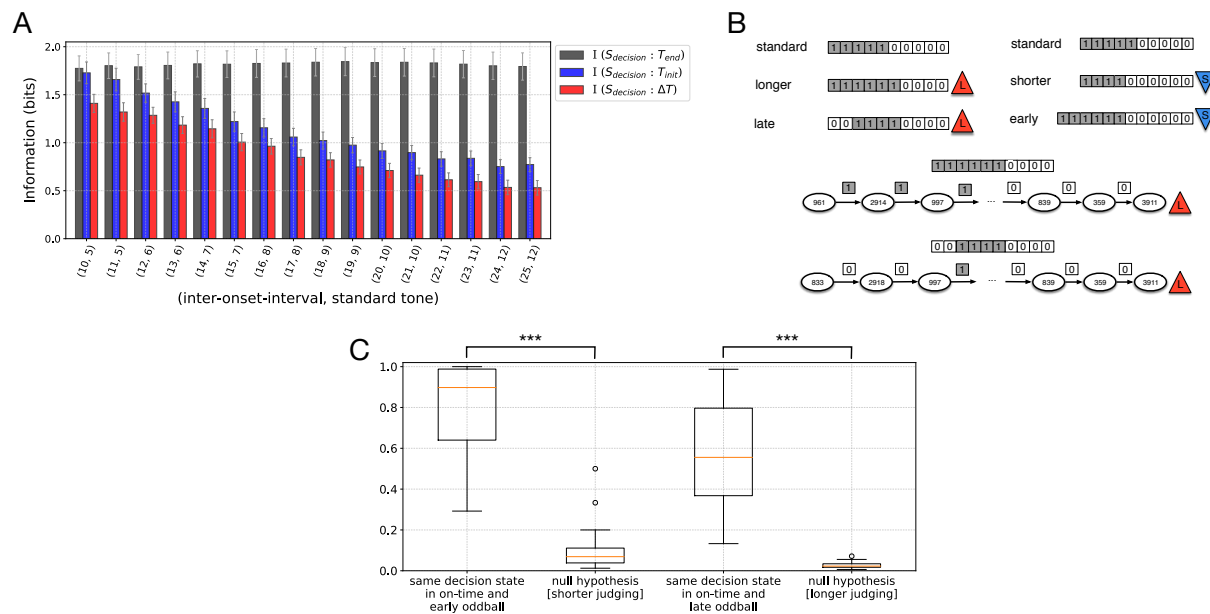 A
Information (bits)
2.0
1.5
1.0
0.5
0.0
I (S_decision : T_end)
I (S_decision : T_init)
I (S_decision : ΔT)
(10, 5) (11, 5) (12, 6) (13, 6) (14, 7) (15, 7) (16, 8) (17, 8) (18, 9) (19, 9) (20, 10) (21, 10) (22, 11) (23, 11) (24, 12) (25, 12)
(inter-onset-interval, standard tone)
B
standard 1 1 1 1 1 0 0 0 0 0
longer 1 1 1 1 1 1 0 0 0 0 L
late 0 0 1 1 1 1 0 0 0 0 L
standard 1 1 1 1 1 0 0 0 0 0
shorter 1 1 1 1 0 0 0 0 0 0 S
early 1 1 1 1 1 1 0 0 0 0 0 0 S
1 1 1 1 1 1 0 0 0 0
1 1 1 0 0 0
961 2914 997 ... 839 359 3911 L
0 0 1 1 1 1 0 0 0 0
0 0 1 0 0 0
833 2918 997 ... 839 359 3911 L
C
*** ***
1.0
0.8
0.6
0.4
0.2
0.0
same decision state
in on-time and
early oddball
null hypothesis
[shorter judging]
same decision state
in on-time and
late oddball
null hypothesis
[longer judging]